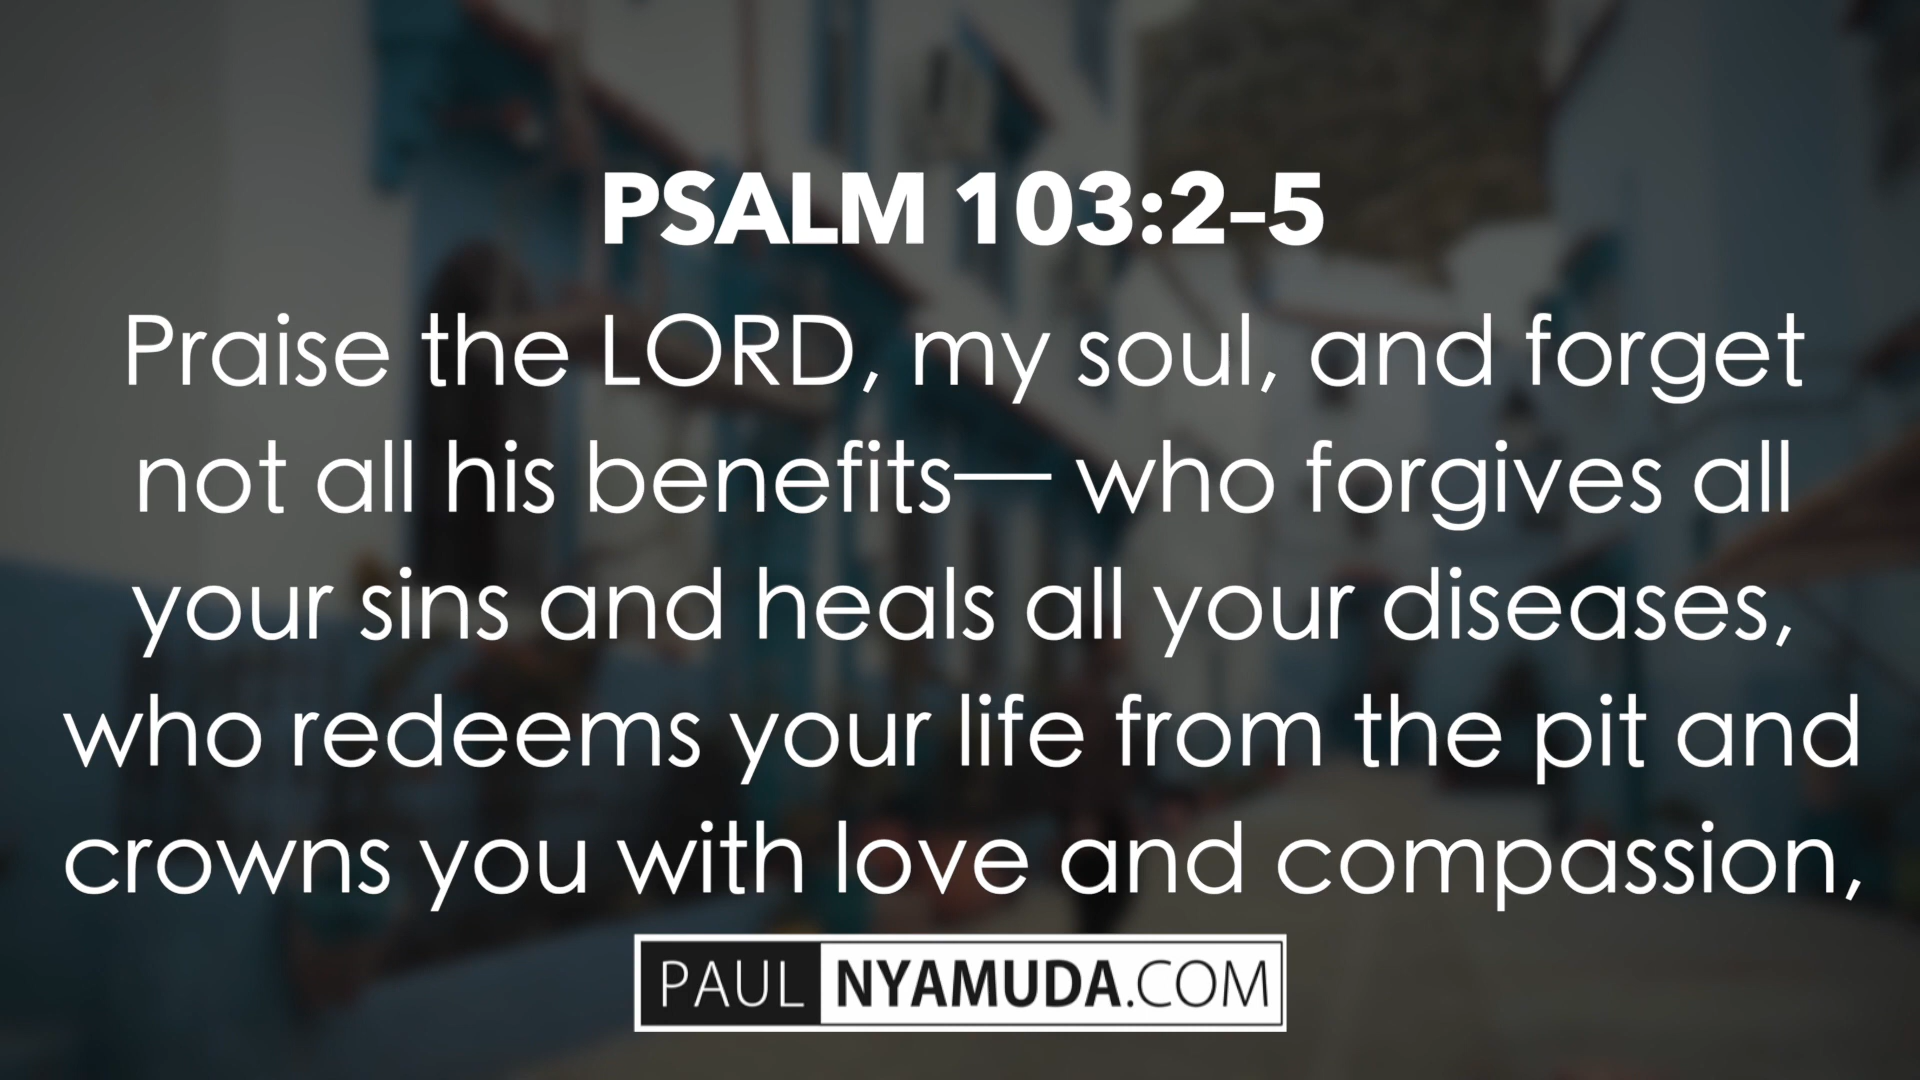 PSALM 103:2–5
Praise the LORD, my soul, and forget
not all his benefits— who forgives all
your sins and heals all your diseases,
who redeems your life from the pit and
crowns you with love and compassion,
PAUL NYAMUDA.COM